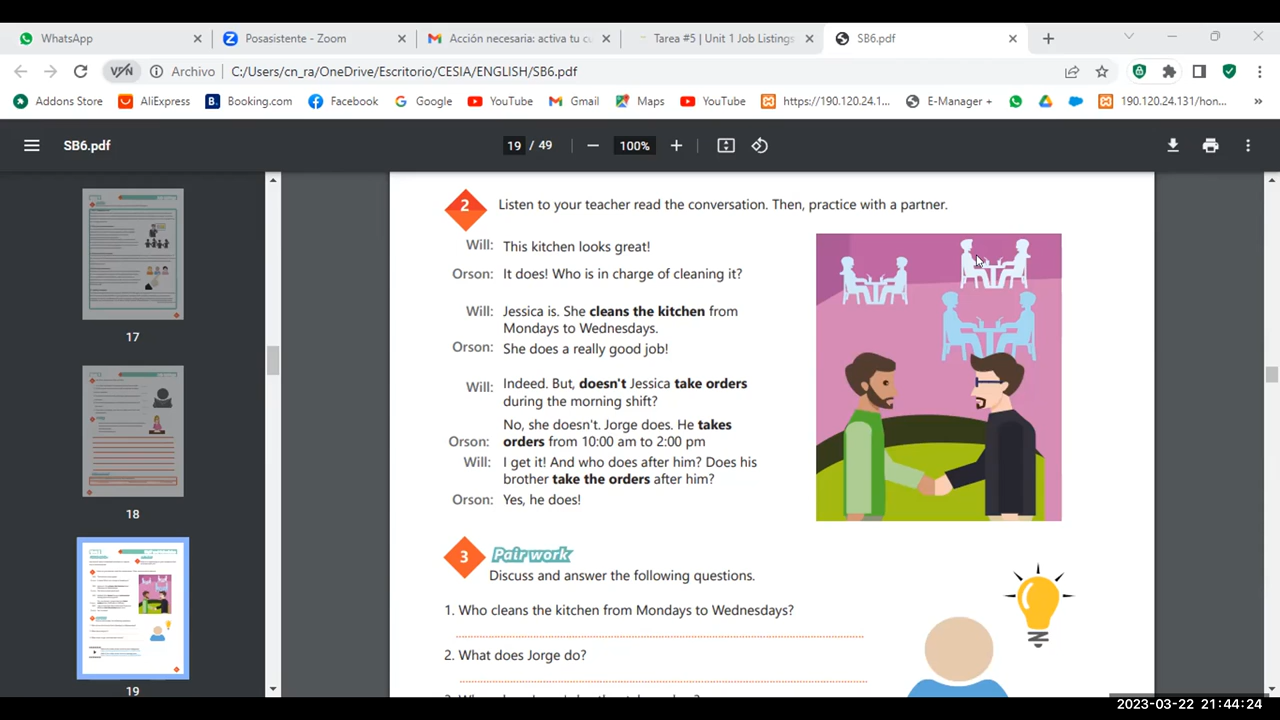 WhatsApp
Posasistente - Zoom
Acción necesaria: activa tu cu
Tarea #5 | Unit 1 Job Listings
SB6.pdf
VPN
Archivo
C:/Users/cn_ra/OneDrive/Escritorio/CESIA/ENGLISH/SB6.pdf
Addons Store
AliExpress
Booking.com
Facebook
Google
YouTube
Gmail
Maps
YouTube
https://190.120.24.1...
E-Manager +
190.120.24.131/hon...
SB6.pdf
19 / 49
100%
17
18
19
2 Listen to your teacher read the conversation. Then, practice with a partner.
Will: This kitchen looks great!
Orson: It does! Who is in charge of cleaning it?
Will: Jessica is. She cleans the kitchen from
Mondays to Wednesdays.
Orson: She does a really good job!
Will: Indeed. But, doesn't Jessica take orders
during the morning shift?
No, she doesn't. Jorge does. He takes
Orson: orders from 10:00 am to 2:00 pm
Will: I get it! And who does after him? Does his
brother take the orders after him?
Orson: Yes, he does!
3 Pair work
Discuss and answer the following questions.
1. Who cleans the kitchen from Mondays to Wednesdays?
2. What does Jorge do?
2023-03-22 21:44:24